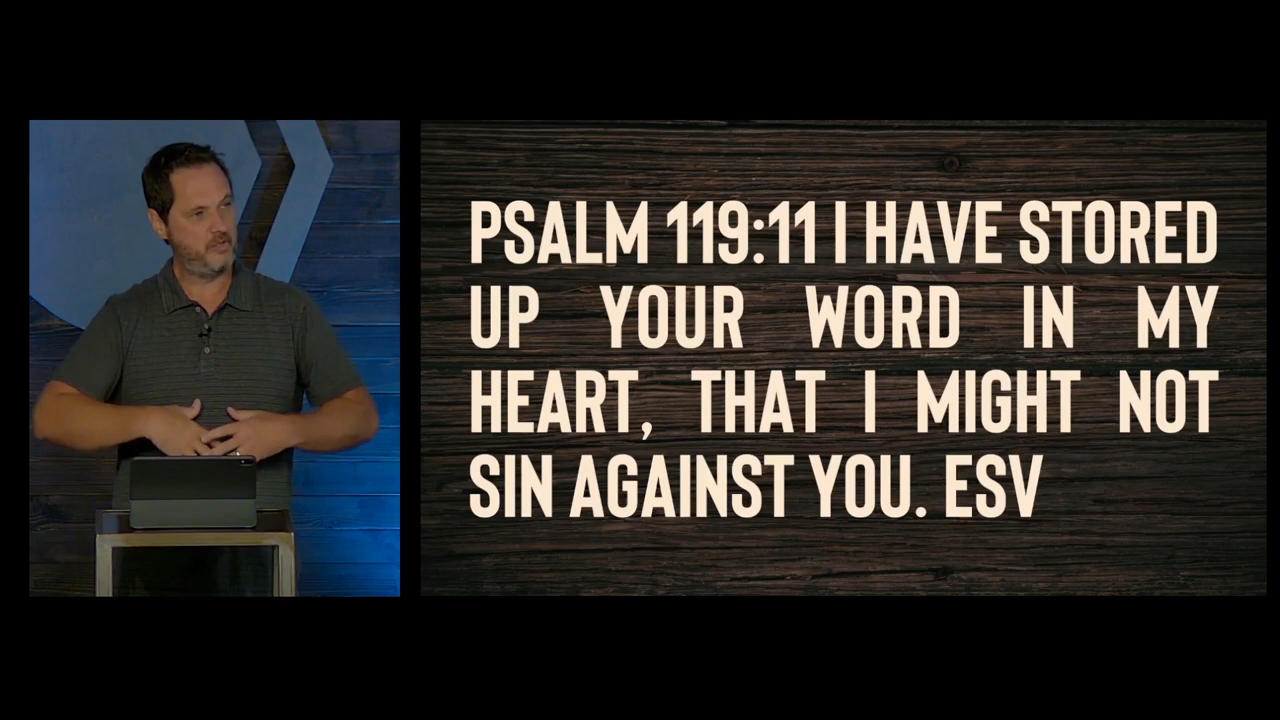 PSALM 119:11 I HAVE STORED
UP YOUR WORD IN MY
HEART, THAT I MIGHT NOT
SIN AGAINST YOU. ESV